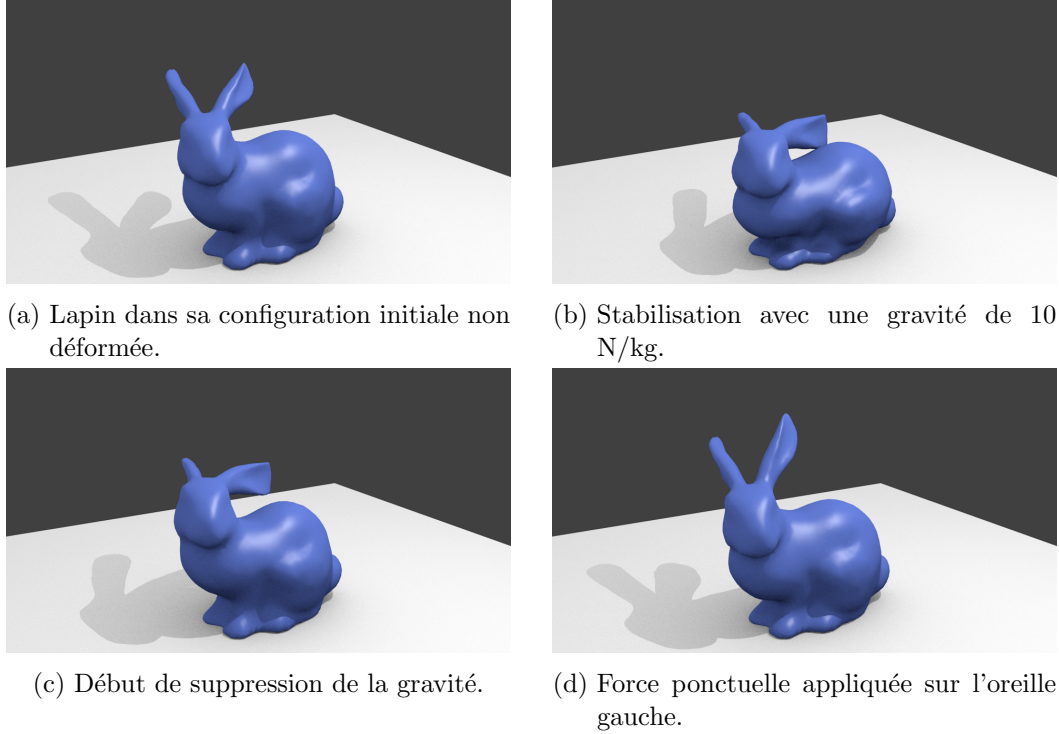 (a) Lapin dans sa configuration initiale non
déformée.
(b) Stabilisation avec une gravité de 10
N/kg.
(c) Début de suppression de la gravité.
(d) Force ponctuelle appliquée sur l'oreille
gauche.